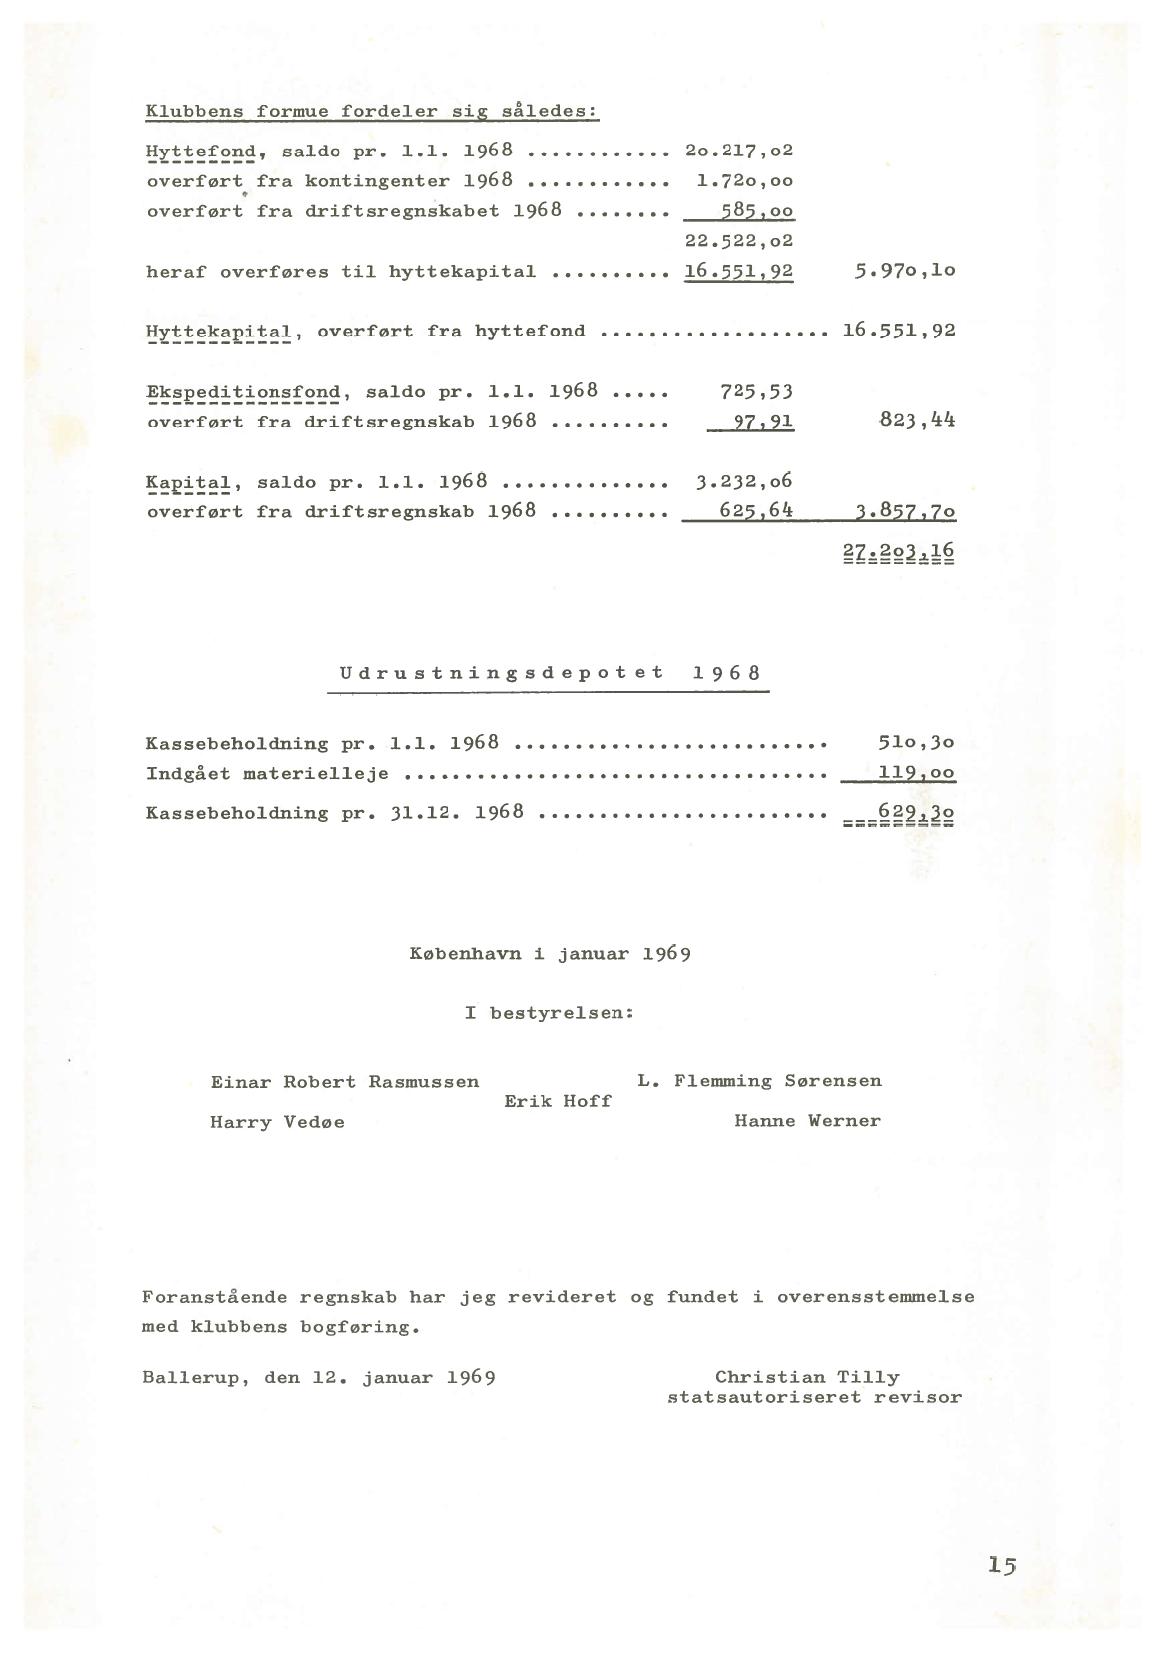 Klubbens formue fordeler sig således:
Hyttefond, saldo pr. 1.1. 1968 ............ 2o.217,o2
overført fra kontingenter 1968 ............ 1.72o,oo
overført fra driftsregnskabet 1968 ........ 585,oo
22.522,o2
heraf overføres til hyttekapital .......... 16.551,92 5.97o,1o
Hyttekapital, overført fra hyttefond ................... 16.551,92
Ekspeditionsfond, saldo pr. 1.1. 1968 ..... 725,53
overført fra driftsregnskab 1968 .......... 97,91 823,44
Kapital, saldo pr. 1.1. 1968 .............. 3.232,o6
overført fra driftsregnskab 1968 .......... 625,64 3.857,7o
27.2o3,16
Udrustningsdepotet 1968
Kassebeholdning pr. 1.1. 1968 .......................... 51o,3o
Indgået materielleje ................................... 119,oo
Kassebeholdning pr. 31.12. 1968 ........................ 629,3o
København i januar 1969
I bestyrelsen:
Einar Robert Rasmussen L. Flemming Sørensen
Erik Hoff
Harry Vedøe Hanne Werner
Foranstående regnskab har jeg revideret og fundet i overensstemmelse
med klubbens bogføring.
Ballerup, den 12. januar 1969 Christian Tilly
statsautoriseret revisor
15